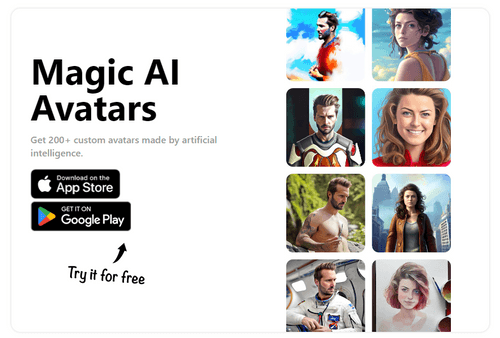 Magic AI
Avatars
Get 200+ custom avatars made by artificial
intelligence.
Download on the
App Store
GET IT ON
Google Play
Try it for free